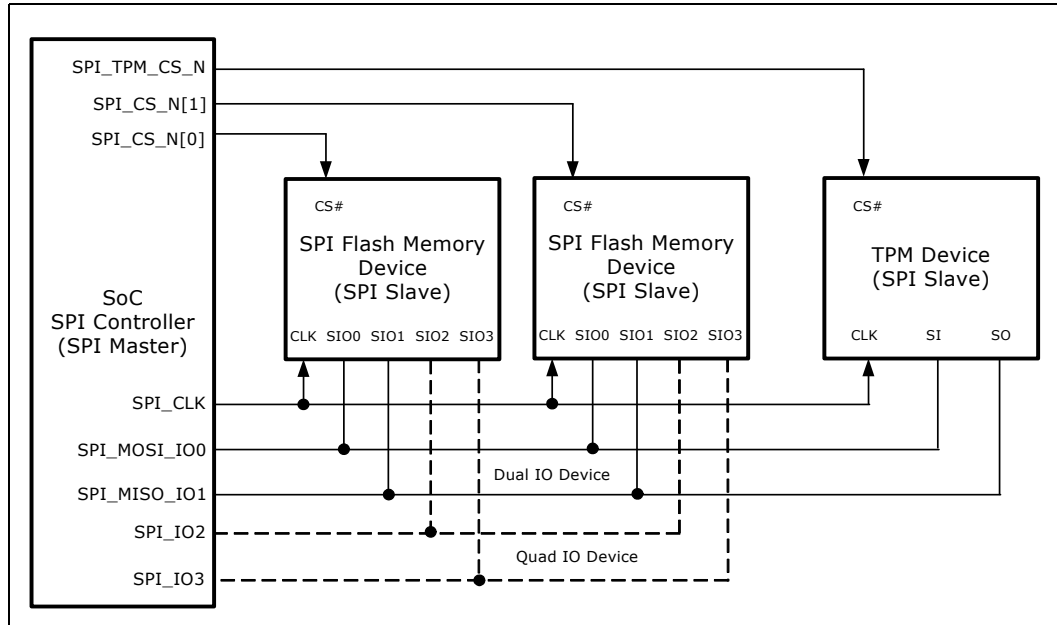 SPI_TPM_CS_N
SPI_CS_N[1]
SPI_CS_N[0]
CS#
CS#
CS#
SPI Flash Memory
Device
(SPI Slave)
SPI Flash Memory
Device
(SPI Slave)
TPM Device
(SPI Slave)
SoC
SPI Controller
(SPI Master)
CLK SIO0 SIO1 SIO2 SIO3
CLK SIO0 SIO1 SIO2 SIO3
CLK SI SO
SPI_CLK
SPI_MOSI_IO0
Dual IO Device
SPI_MISO_IO1
SPI_IO2
Quad IO Device
SPI_IO3